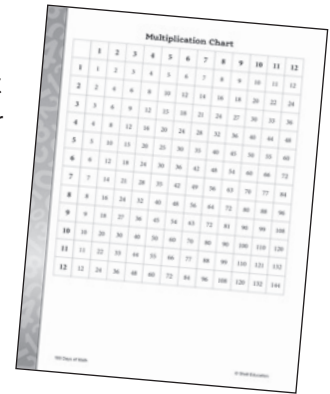 Multiplication Chart
1 2 3 4 5 6 7 8 9 10 11 12
1 1 2 3 4 5 6 7 8 9 10 11 12
2 2 4 6 8 10 12 14 16 18 20 22 24
3 3 6 9 12 15 18 21 24 27 30 33 36
4 4 8 12 16 20 24 28 32 36 40 44 48
5 5 10 15 20 25 30 35 40 45 50 55 60
6 6 12 18 24 30 36 42 48 54 60 66 72
7 7 14 21 28 35 42 49 56 63 70 77 84
8 8 16 24 32 40 48 56 64 72 80 88 96
9 9 18 27 36 45 54 63 72 81 90 99 108
10 10 20 30 40 50 60 70 80 90 100 110 120
11 11 22 33 44 55 66 77 88 99 110 121 132
12 12 24 36 48 60 72 84 96 108 120 132 144
180 Days of Math
© Shell Education